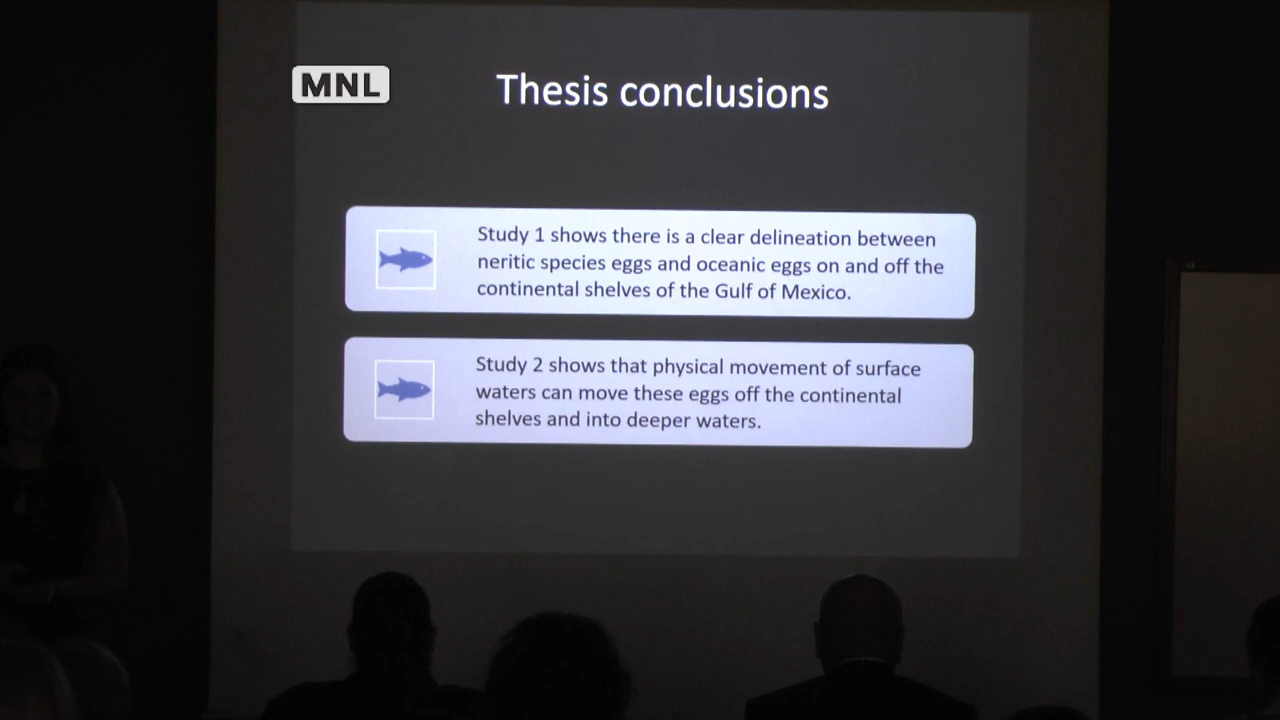 MNL
Thesis conclusions
Study 1 shows there is a clear delineation between
neritic species eggs and oceanic eggs on and off the
continental shelves of the Gulf of Mexico.
Study 2 shows that physical movement of surface
waters can move these eggs off the continental
shelves and into deeper waters.